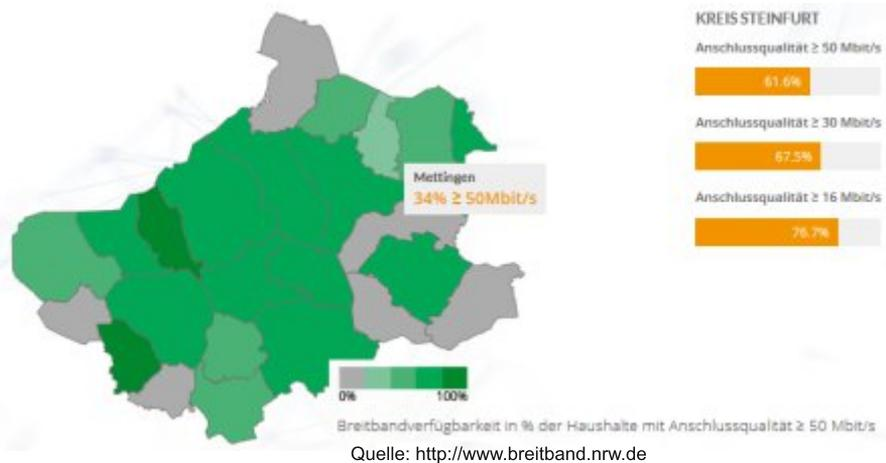 KREIS STEINFURT
Anschlussqualität ≥ 50 Mbit/s
61.6%
Anschlussqualität ≥ 30 Mbit/s
67.5%
Mettingen
34% ≥ 50Mbit/s
Anschlussqualität ≥ 16 Mbit/s
76.7%
0% 100%
Breitbandverfügbarkeit in % der Haushalte mit Anschlussqualität ≥ 50 Mbit/s
Quelle: http://www.breitband.nrw.de